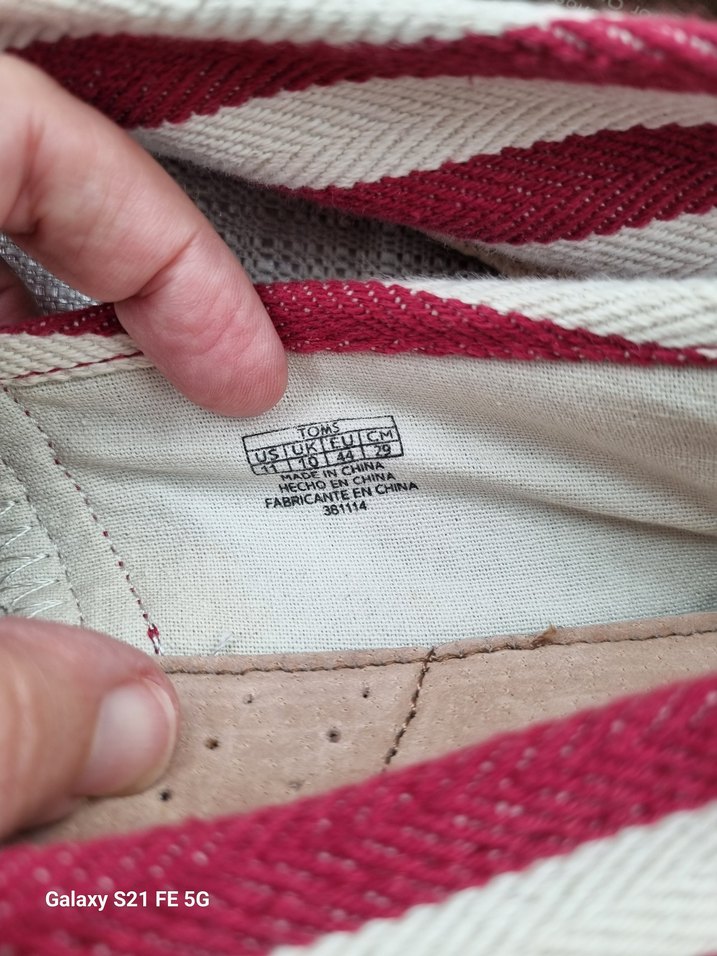 TOMS
US UK EU CM
11 10 44 29
MADE IN CHINA
HECHO EN CHINA
FABRICANTE EN CHINA
381114
Galaxy S21 FE 5G